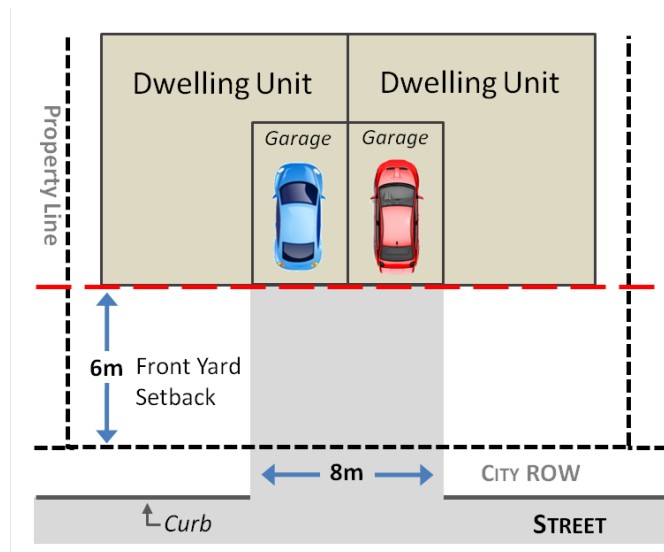 Dwelling Unit
Dwelling Unit
Garage
Garage
Property Line
6m
Front Yard
Setback
8m
CITY ROW
Curb
STREET